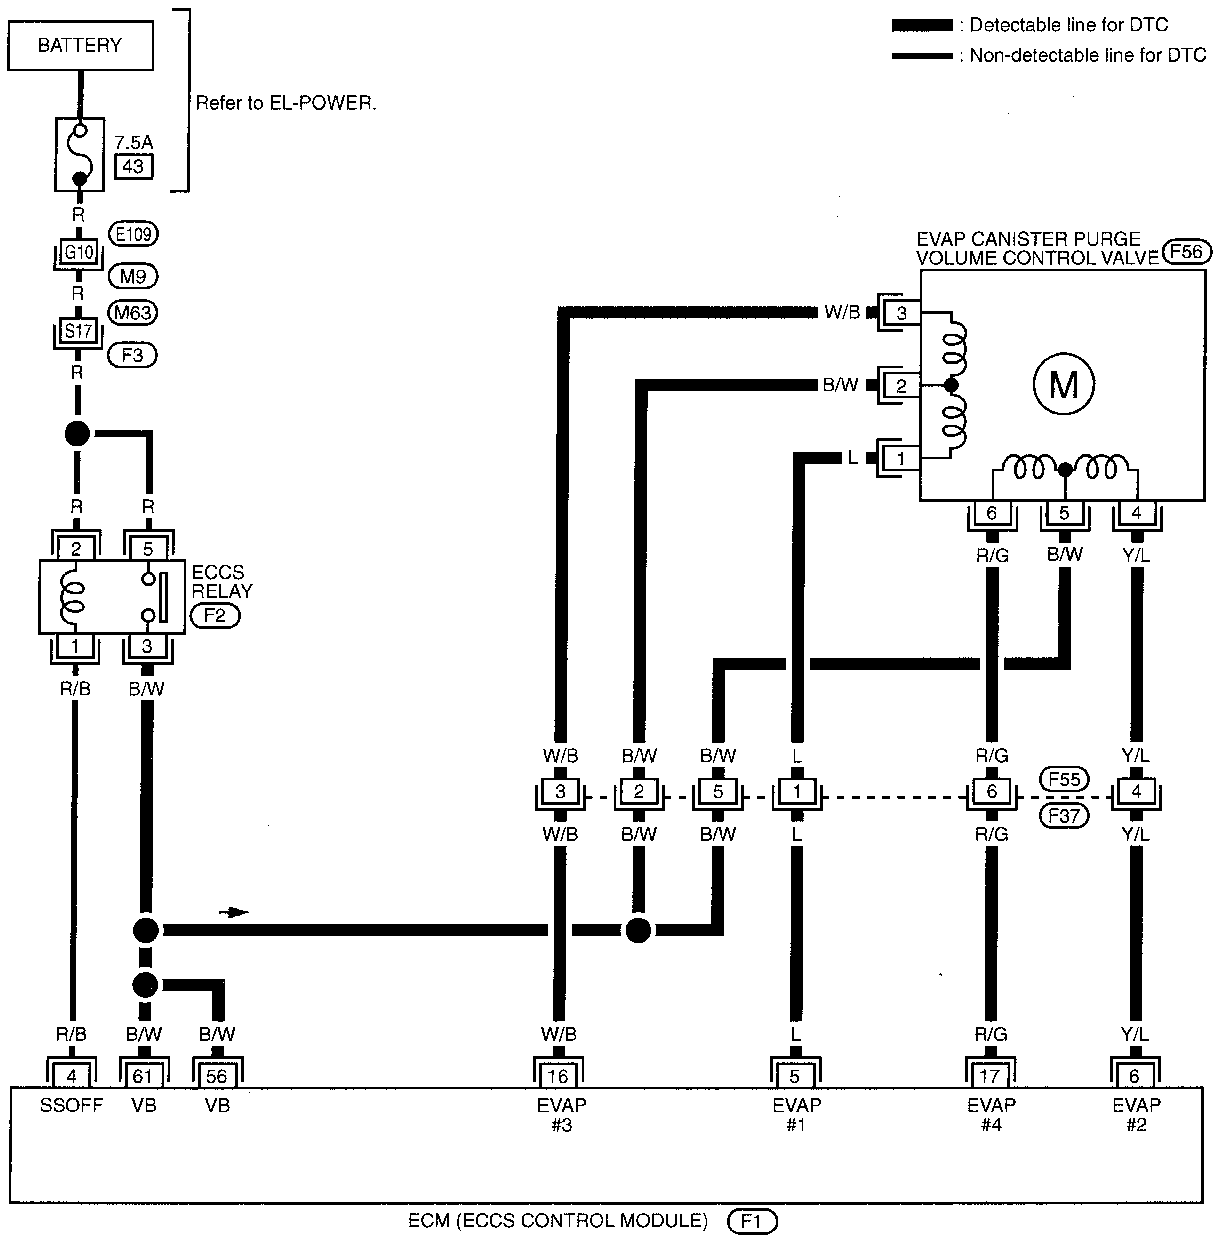 BATTERY
: Detectable line for DTC
: Non-detectable line for DTC
Refer to EL-POWER.
7.5A
43
R
E109
G10
M9
R
M63
S17
F3
R
EVAP CANISTER PURGE
VOLUME CONTROL VALVE
F56
W/B
3
B/W
2
M
L
1
6
5
4
R/G
B/W
Y/L
R
R
2
5
ECCS
RELAY
F2
1
3
R/B
B/W
W/B
B/W
B/W
L
R/G
Y/L
F55
3
2
5
1
6
4
F37
W/B
B/W
B/W
L
R/G
Y/L
R/B
B/W
B/W
W/B
L
R/G
Y/L
4
61
56
16
5
17
6
SSOFF
VB
VB
EVAP
#3
EVAP
#1
EVAP
#4
EVAP
#2
ECM (ECCS CONTROL MODULE)
F1